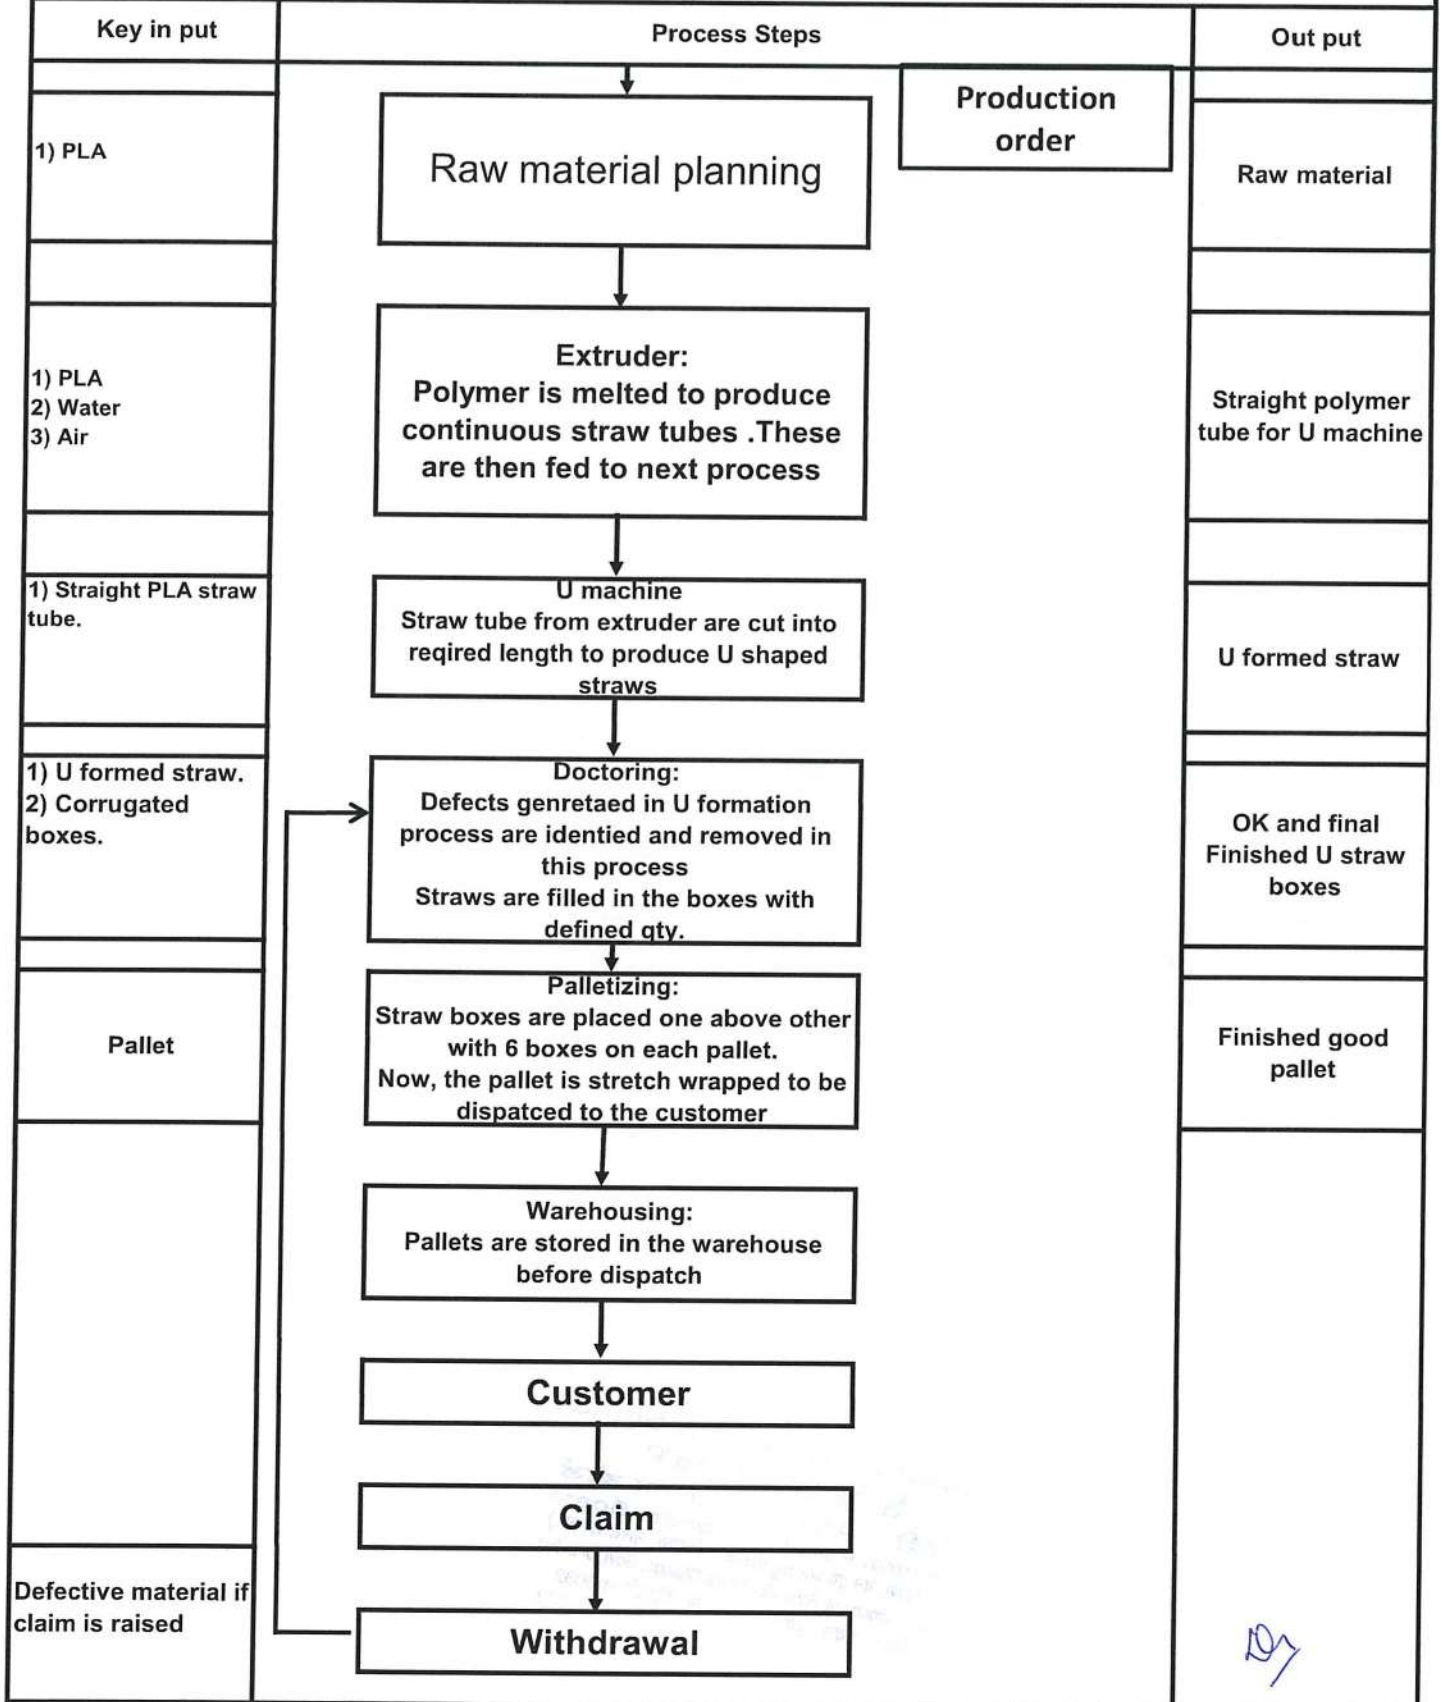 Key in put
Process Steps
Out put
1) PLA
Raw material planning
Production
order
Raw material
1) PLA
2) Water
3) Air
Extruder:
Polymer is melted to produce
continuous straw tubes .These
are then fed to next process
Straight polymer
tube for U machine
1) Straight PLA straw
tube.
U machine
Straw tube from extruder are cut into
reqired length to produce U shaped
straws
U formed straw
1) U formed straw.
2) Corrugated
boxes.
Doctoring:
Defects genretaed in U formation
process are identied and removed in
this process
Straws are filled in the boxes with
defined qty.
OK and final
Finished U straw
boxes
Pallet
Palletizing:
Straw boxes are placed one above other
with 6 boxes on each pallet.
Now, the pallet is stretch wrapped to be
dispatced to the customer
Finished good
pallet
Warehousing:
Pallets are stored in the warehouse
before dispatch
Customer
Claim
Defective material if
claim is raised
Withdrawal